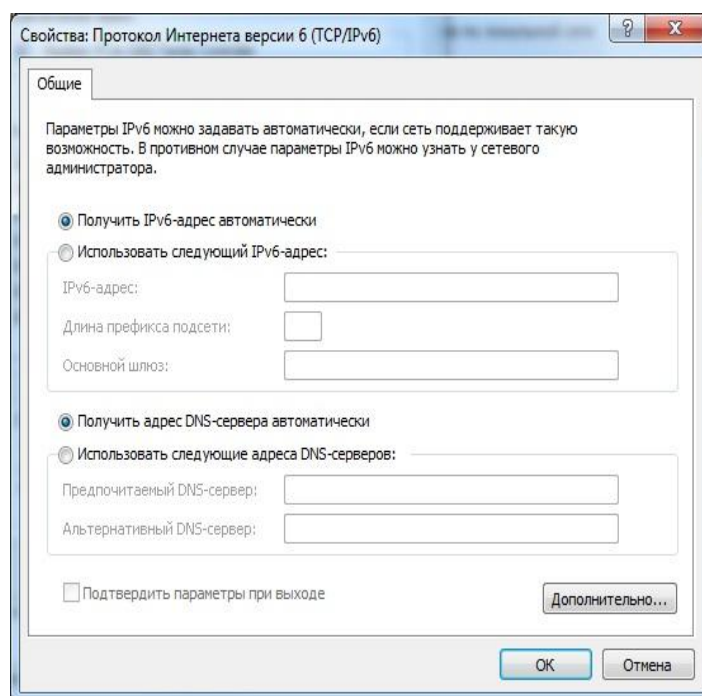 Свойства: Протокол Интернета версии 6 (TCP/IPv6)
Общие
Параметры IPv6 можно задавать автоматически, если сеть поддерживает такую
возможность. В противном случае параметры IPv6 можно узнать у сетевого
администратора.
Получить IPv6-адрес автоматически
Использовать следующий IPv6-адрес:
IPv6-адрес:
Длина префикса подсети:
Основной шлюз:
Получить адрес DNS-сервера автоматически
Использовать следующие адреса DNS-серверов:
Предпочитаемый DNS-сервер:
Альтернативный DNS-сервер:
Подтвердить параметры при выходе
Дополнительно...
ОК
Отмена